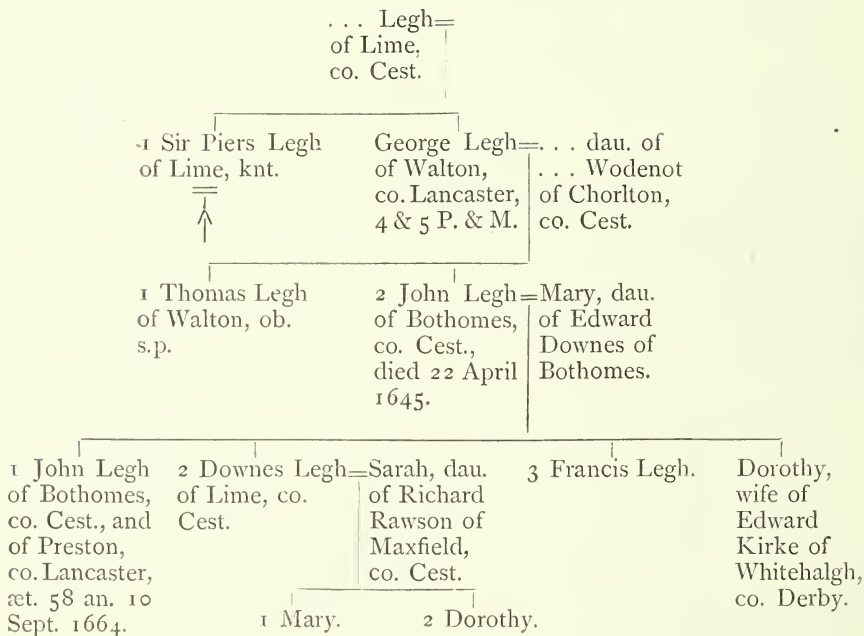 . . . Legh=
of Lime,
co. Cest.
1 Sir Piers Legh
of Lime, knt.
George Legh=
of Walton,
co. Lancaster,
4 & 5 P. & M.
. . . dau. of
. . . Wodenot
of Chorlton,
co. Cest.
1 Thomas Legh
of Walton, ob.
s.p.
2 John Legh=
of Bothomes,
co. Cest.,
died 22 April
1645.
Mary, dau.
of Edward
Downes of
Bothomes.
1 John Legh
of Bothomes,
co. Cest., and
of Preston,
co. Lancaster,
æt. 58 an. 10
Sept. 1664.
2 Downes Legh=
of Lime, co.
Cest.
Sarah, dau.
of Richard
Rawson of
Maxfield,
co. Cest.
3 Francis Legh.
Dorothy,
wife of
Edward
Kirke of
Whitehalgh,
co. Derby.
1 Mary.
2 Dorothy.